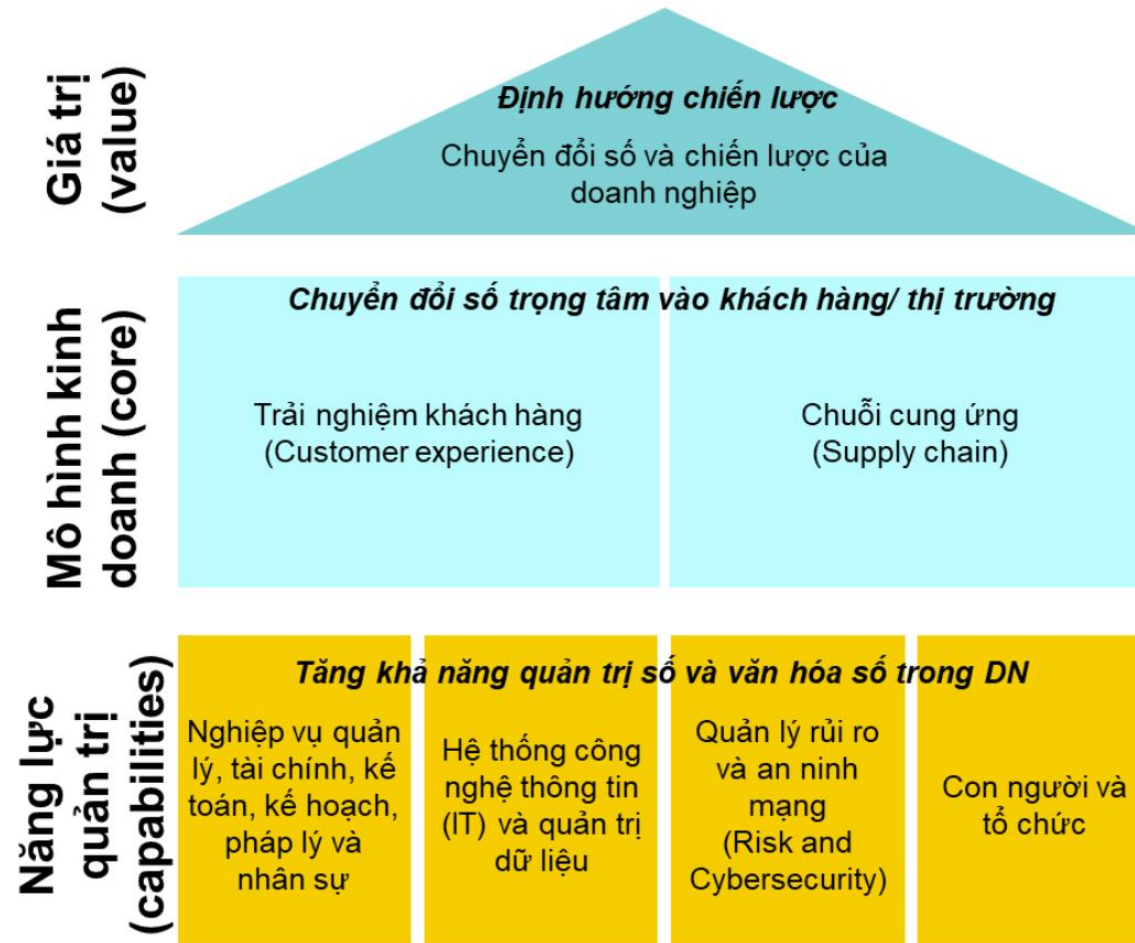 Giá trị
(value)
Định hướng chiến lược
Chuyển đổi số và chiến lược của
doanh nghiệp
Mô hình kinh
doanh (core)
Chuyển đổi số trọng tâm vào khách hàng/ thị trường
Trải nghiệm khách hàng
(Customer experience)
Chuỗi cung ứng
(Supply chain)
Năng lực
quản trị
(capabilities)
Tăng khả năng quản trị số và văn hóa số trong DN
Nghiệp vụ quản
lý, tài chính, kế
toán, kế hoạch,
pháp lý và
nhân sự
Hệ thống công
nghệ thông tin
(IT) và quản trị
dữ liệu
Quản lý rủi ro
và an ninh
mạng
(Risk and
Cybersecurity)
Con người và
tổ chức